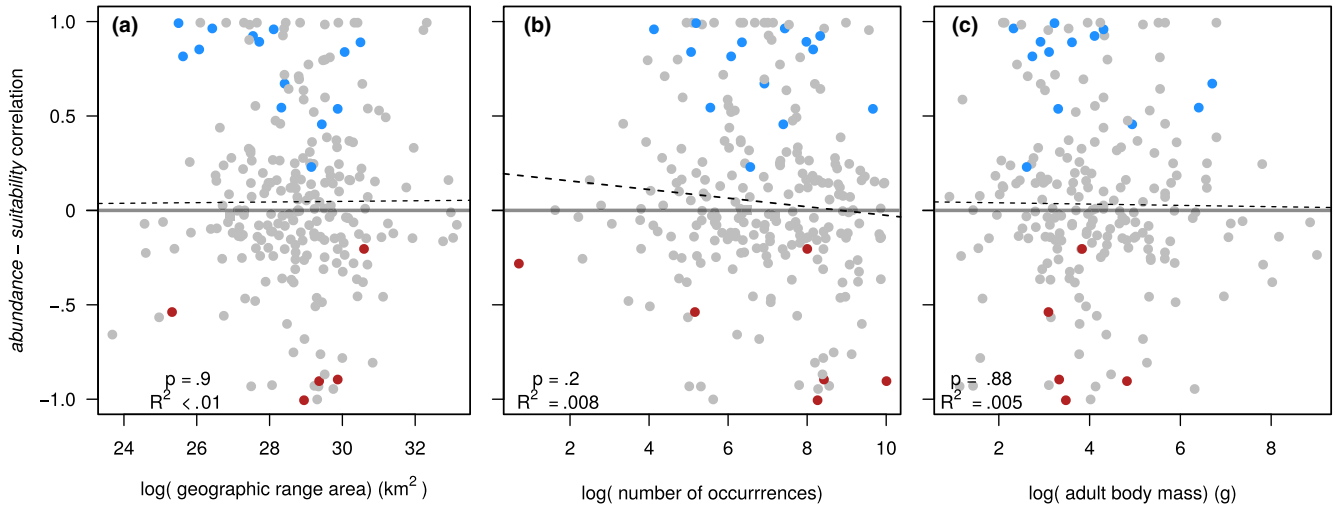 (a)
(b)
(c)
abundance – suitability correlation
1.0
0.5
0
–.5
–1.0
p = .9
R² <.01
p = .2
R² =.008
p = .88
R² =.005
24 26 28 30 32
2 4 6 8 10
2 4 6 8
log( geographic range area) (km²)
log( number of occurrrences)
log( adult body mass) (g)